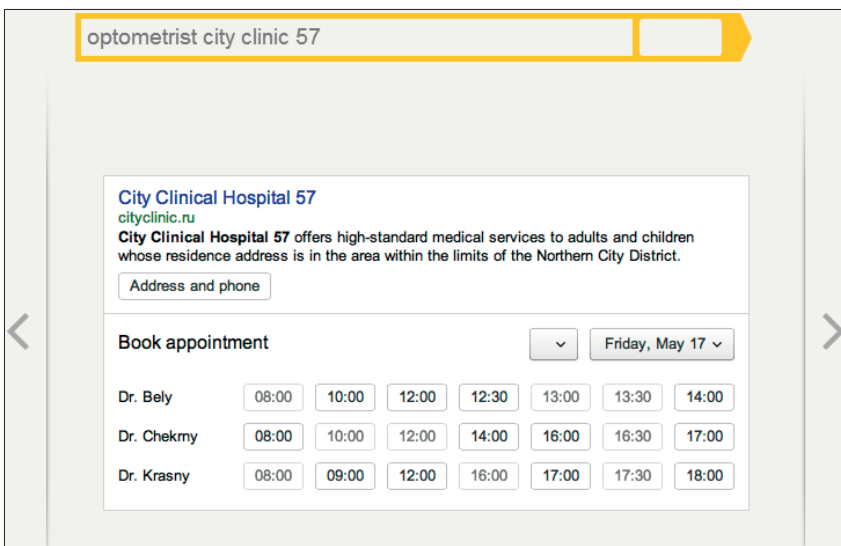 optometrist city clinic 57
City Clinical Hospital 57
cityclinic.ru
City Clinical Hospital 57 offers high-standard medical services to adults and children
whose residence address is in the area within the limits of the Northern City District.
Address and phone
Book appointment Friday, May 17
Dr. Bely 08:00 10:00 12:00 12:30 13:00 13:30 14:00
Dr. Chekrny 08:00 10:00 12:00 14:00 16:00 16:30 17:00
Dr. Krasny 08:00 09:00 12:00 16:00 17:00 17:30 18:00